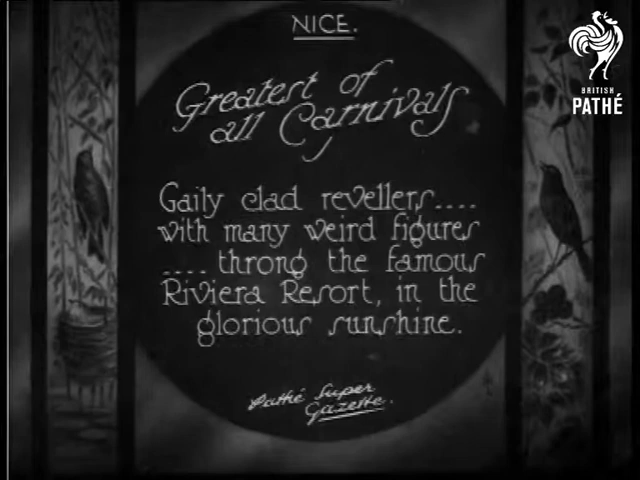 NICE.
Greatest of
all Carnivals
Gaily clad revellers....
with many weird figures
.... throng the famous
Riviera Resort, in the
glorious sunshine.
Pathé Super
Gazette.
BRITISH
PATHÉ